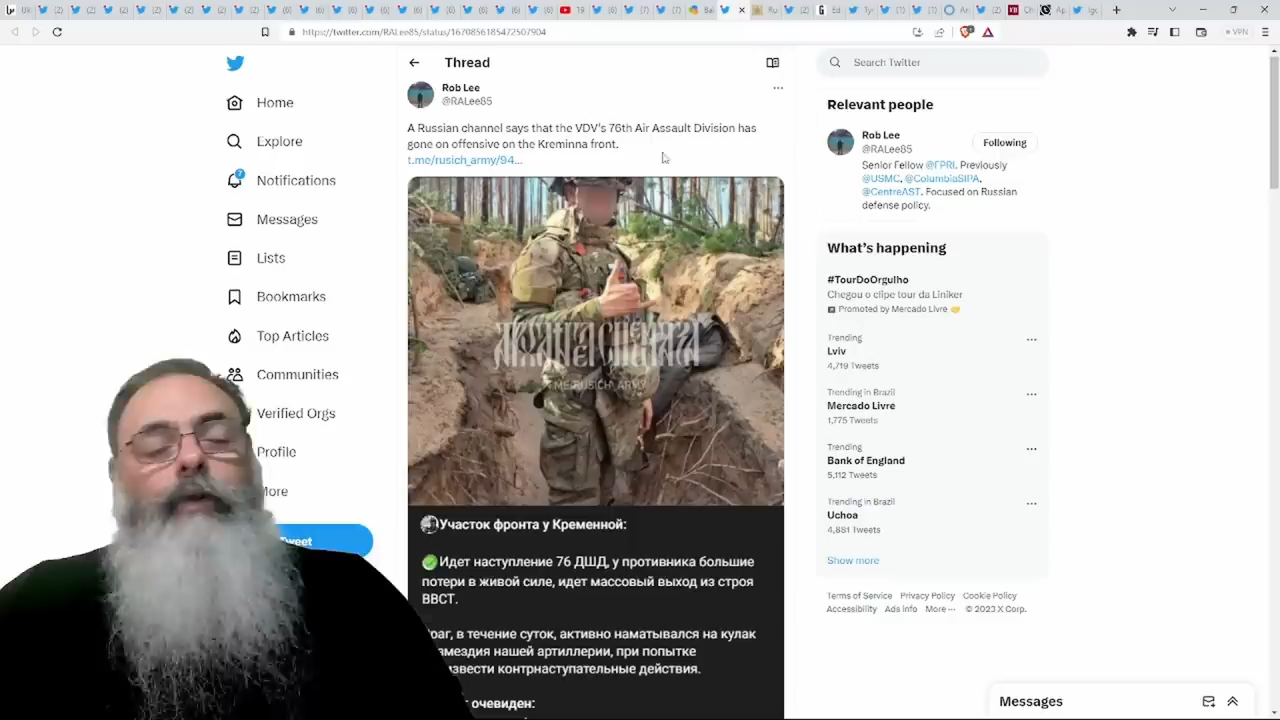 https://twitter.com/RALee85/status/1670856185472507904
VPN
Home
Explore
Notifications
Messages
Lists
Bookmarks
Top Articles
Communities
Verified Orgs
Profile
Thread
Rob Lee
@RALee85
A Russian channel says that the VDV's 76th Air Assault Division has
gone on offensive on the Kreminna front.
t.me/rusich_army/94...
Участок фронта у Кременной:
Идет наступление 76 ДШД, у противника большие
потери в живой силе, идет массовый выход из строя
ВВСТ.
в течение суток, активно наматывался на кулак
нашей артиллерии, при попытке
контрнаступательные действия.
очевиден:
Search Twitter
Relevant people
Rob Lee
@RALee85
Following
Senior Fellow @FPRI. Previously
@USMC, @ColumbiaSIPA,
@CentreAST. Focused on Russian
defense policy.
What's happening
#TourDoOrgulho
Chegou o clipe tour da Liniker
Promoted by Mercado Livre
Trending
Lviv
4,719 Tweets
Trending in Brazil
Mercado Livre
1,775 Tweets
Trending
Bank of England
5,112 Tweets
Trending in Brazil
Uchoa
4,881 Tweets
Show more
Terms of Service Privacy Policy Cookie Policy
Accessibility Ads info More ··· © 2023 X Corp.
Messages